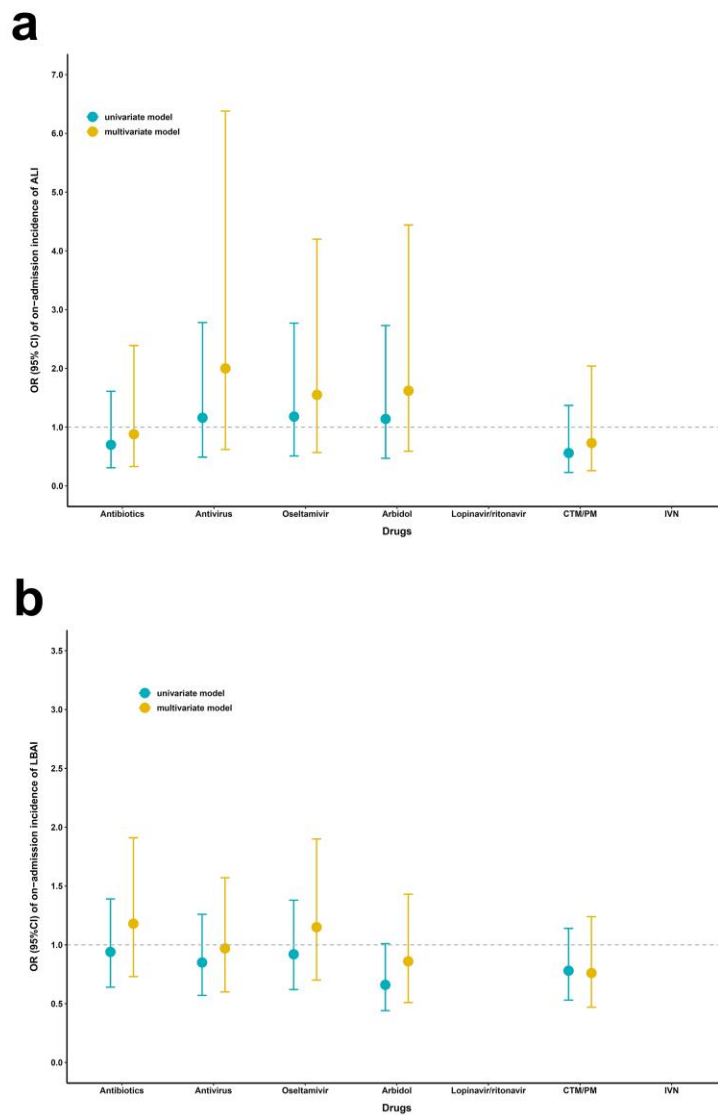 a
OR (95% CI) of on−admission incidence of ALI
7.0
6.0
5.0
4.0
3.0
2.0
1.0
0.0
univariate model
multivariate model
Antibiotics Antivirus Oseltamivir Arbidol Lopinavir/ritonavir CTM/PM IVN
Drugs
b
OR (95%CI) of on−admission incidence of LBAI
3.5
3.0
2.5
2.0
1.5
1.0
0.5
0.0
univariate model
multivariate model
Antibiotics Antivirus Oseltamivir Arbidol Lopinavir/ritonavir CTM/PM IVN
Drugs